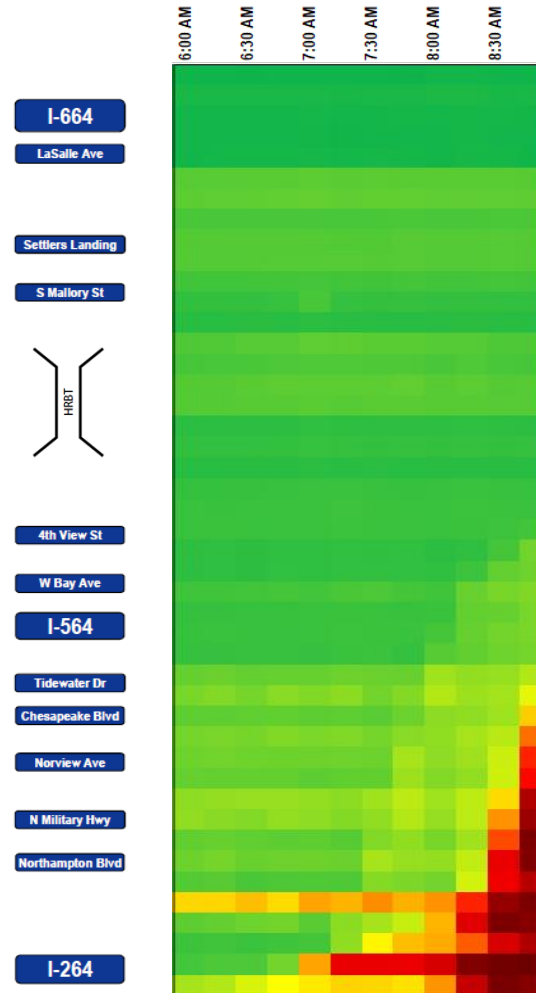 6:00 AM
6:30 AM
7:00 AM
7:30 AM
8:00 AM
8:30 AM
I-664
LaSalle Ave
Settlers Landing
S Mallory St
HRBT
4th View St
W Bay Ave
I-564
Tidewater Dr
Chesapeake Blvd
Norview Ave
N Military Hwy
Northampton Blvd
I-264